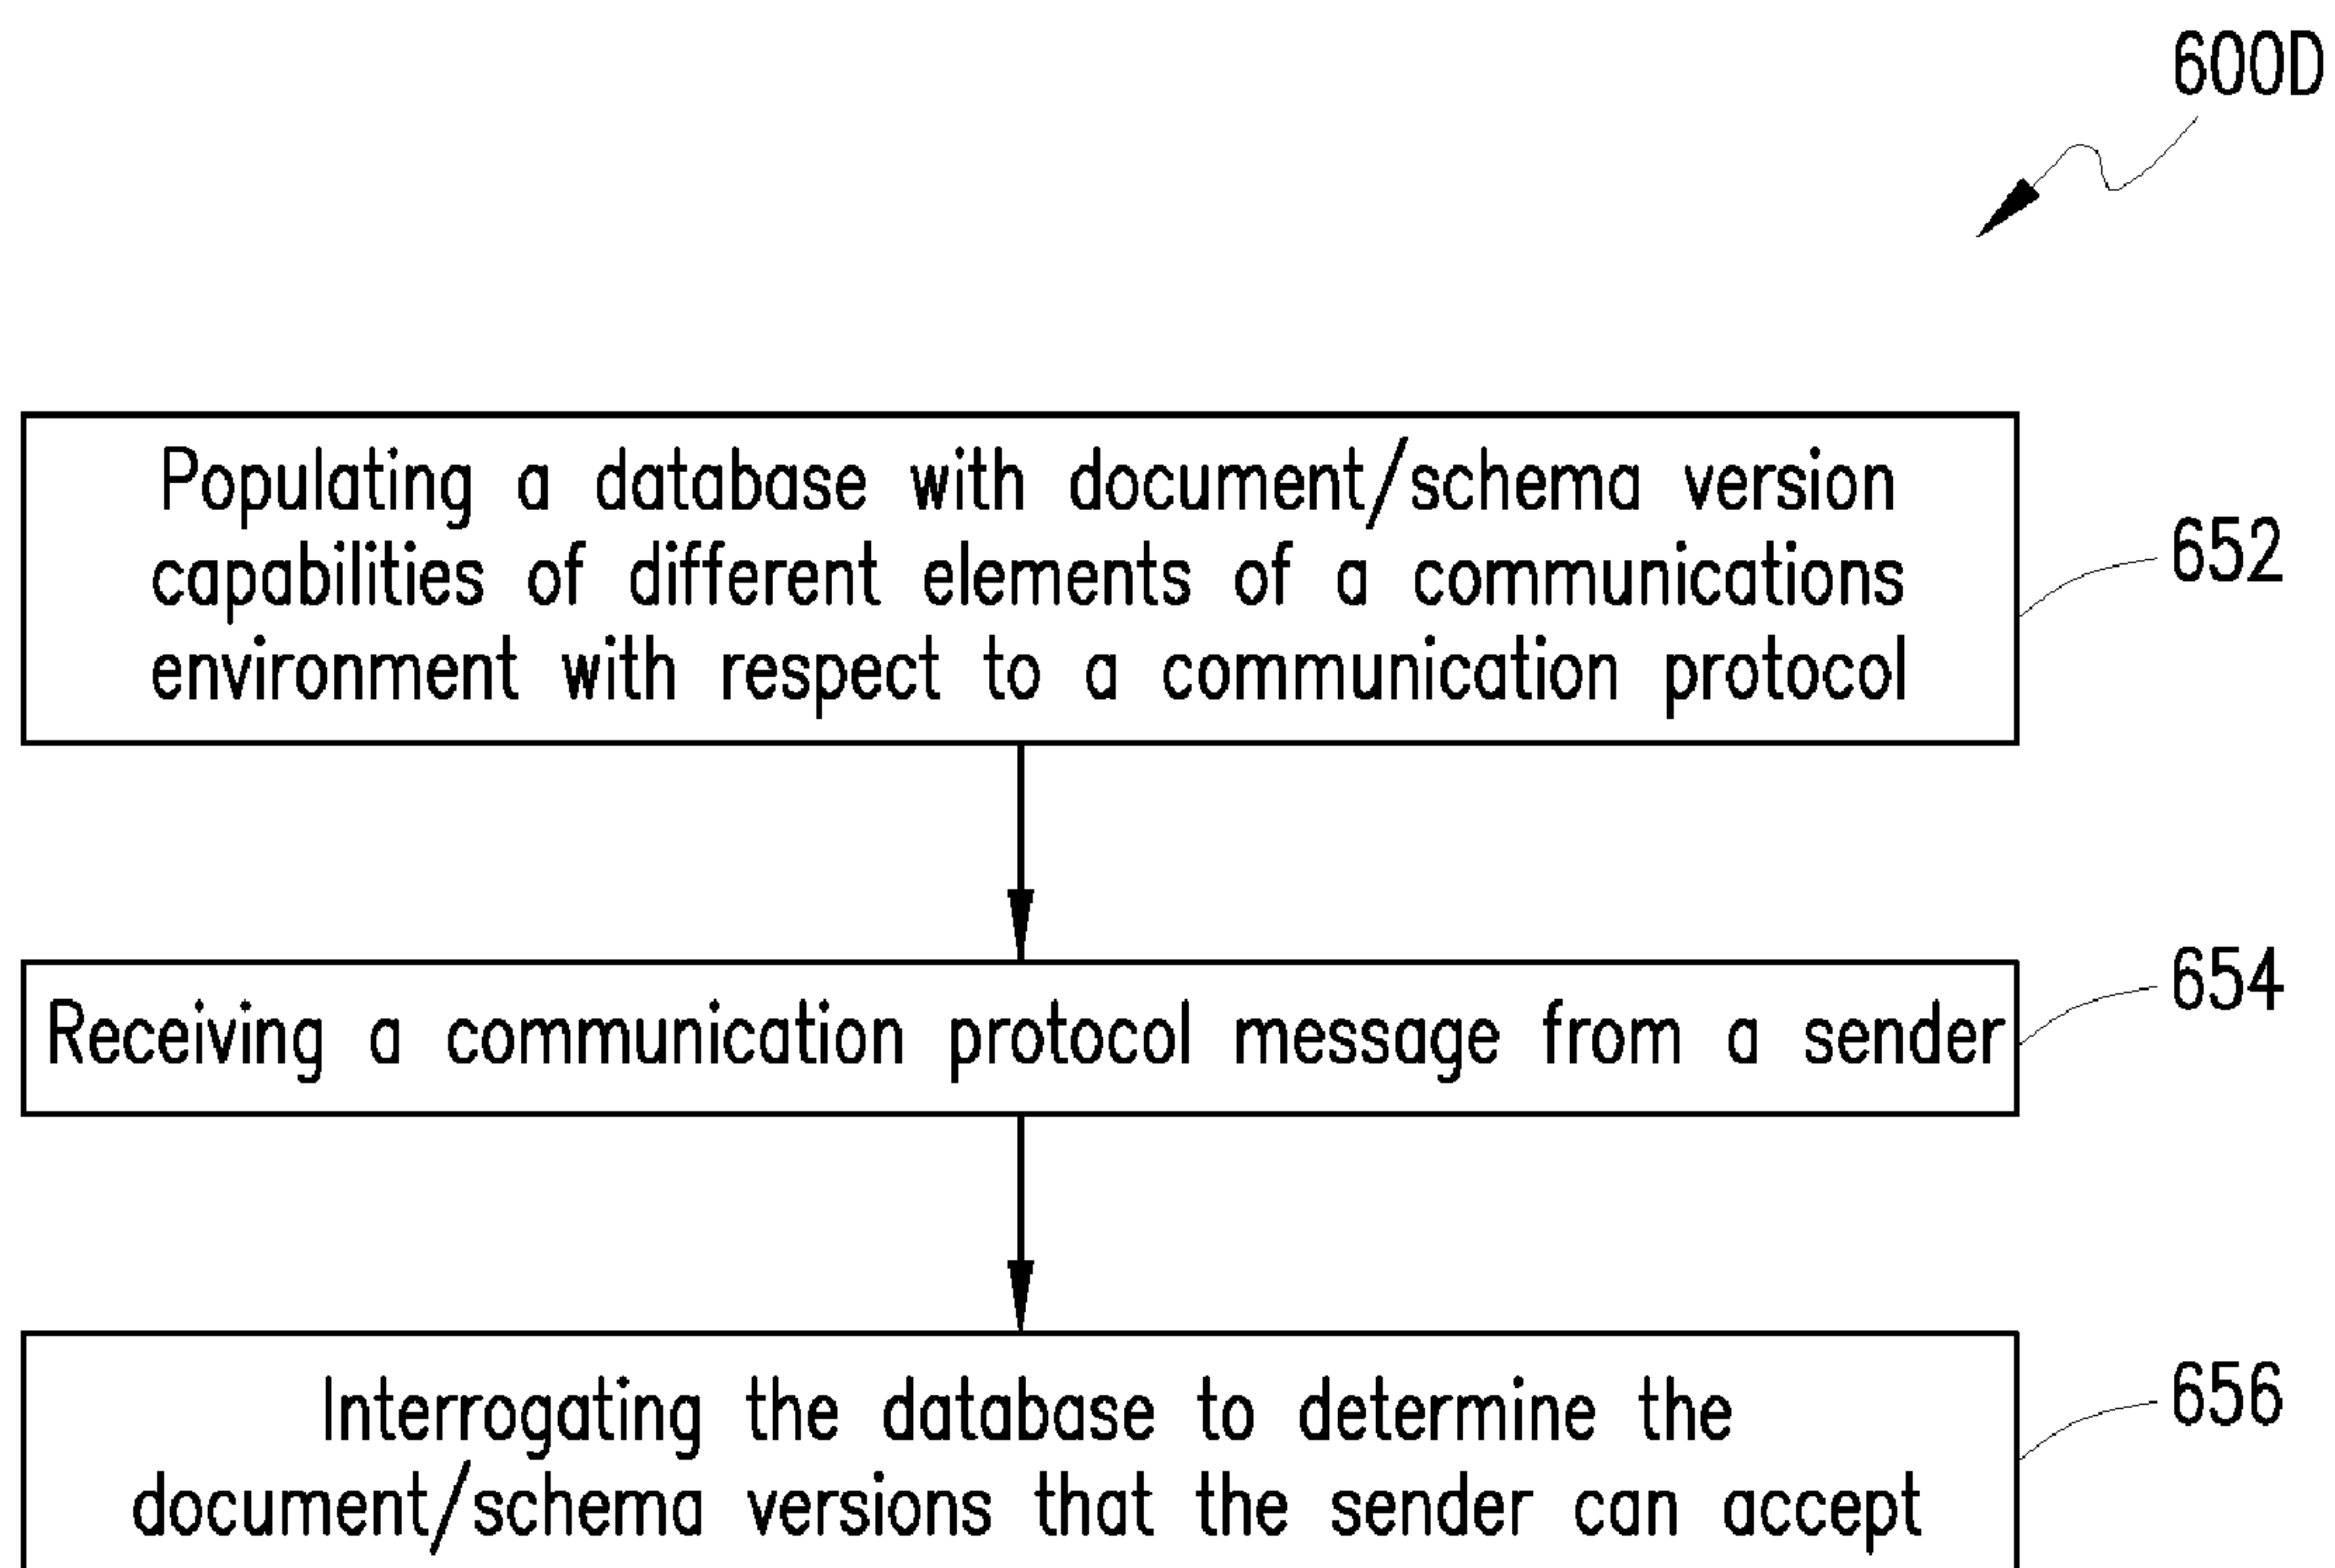 600D
Populating a database with document/schema version
capabilities of different elements of a communications
environment with respect to a communication protocol
652
Receiving a communication protocol message from a sender
654
Interrogating the database to determine the
document/schema versions that the sender can accept
656